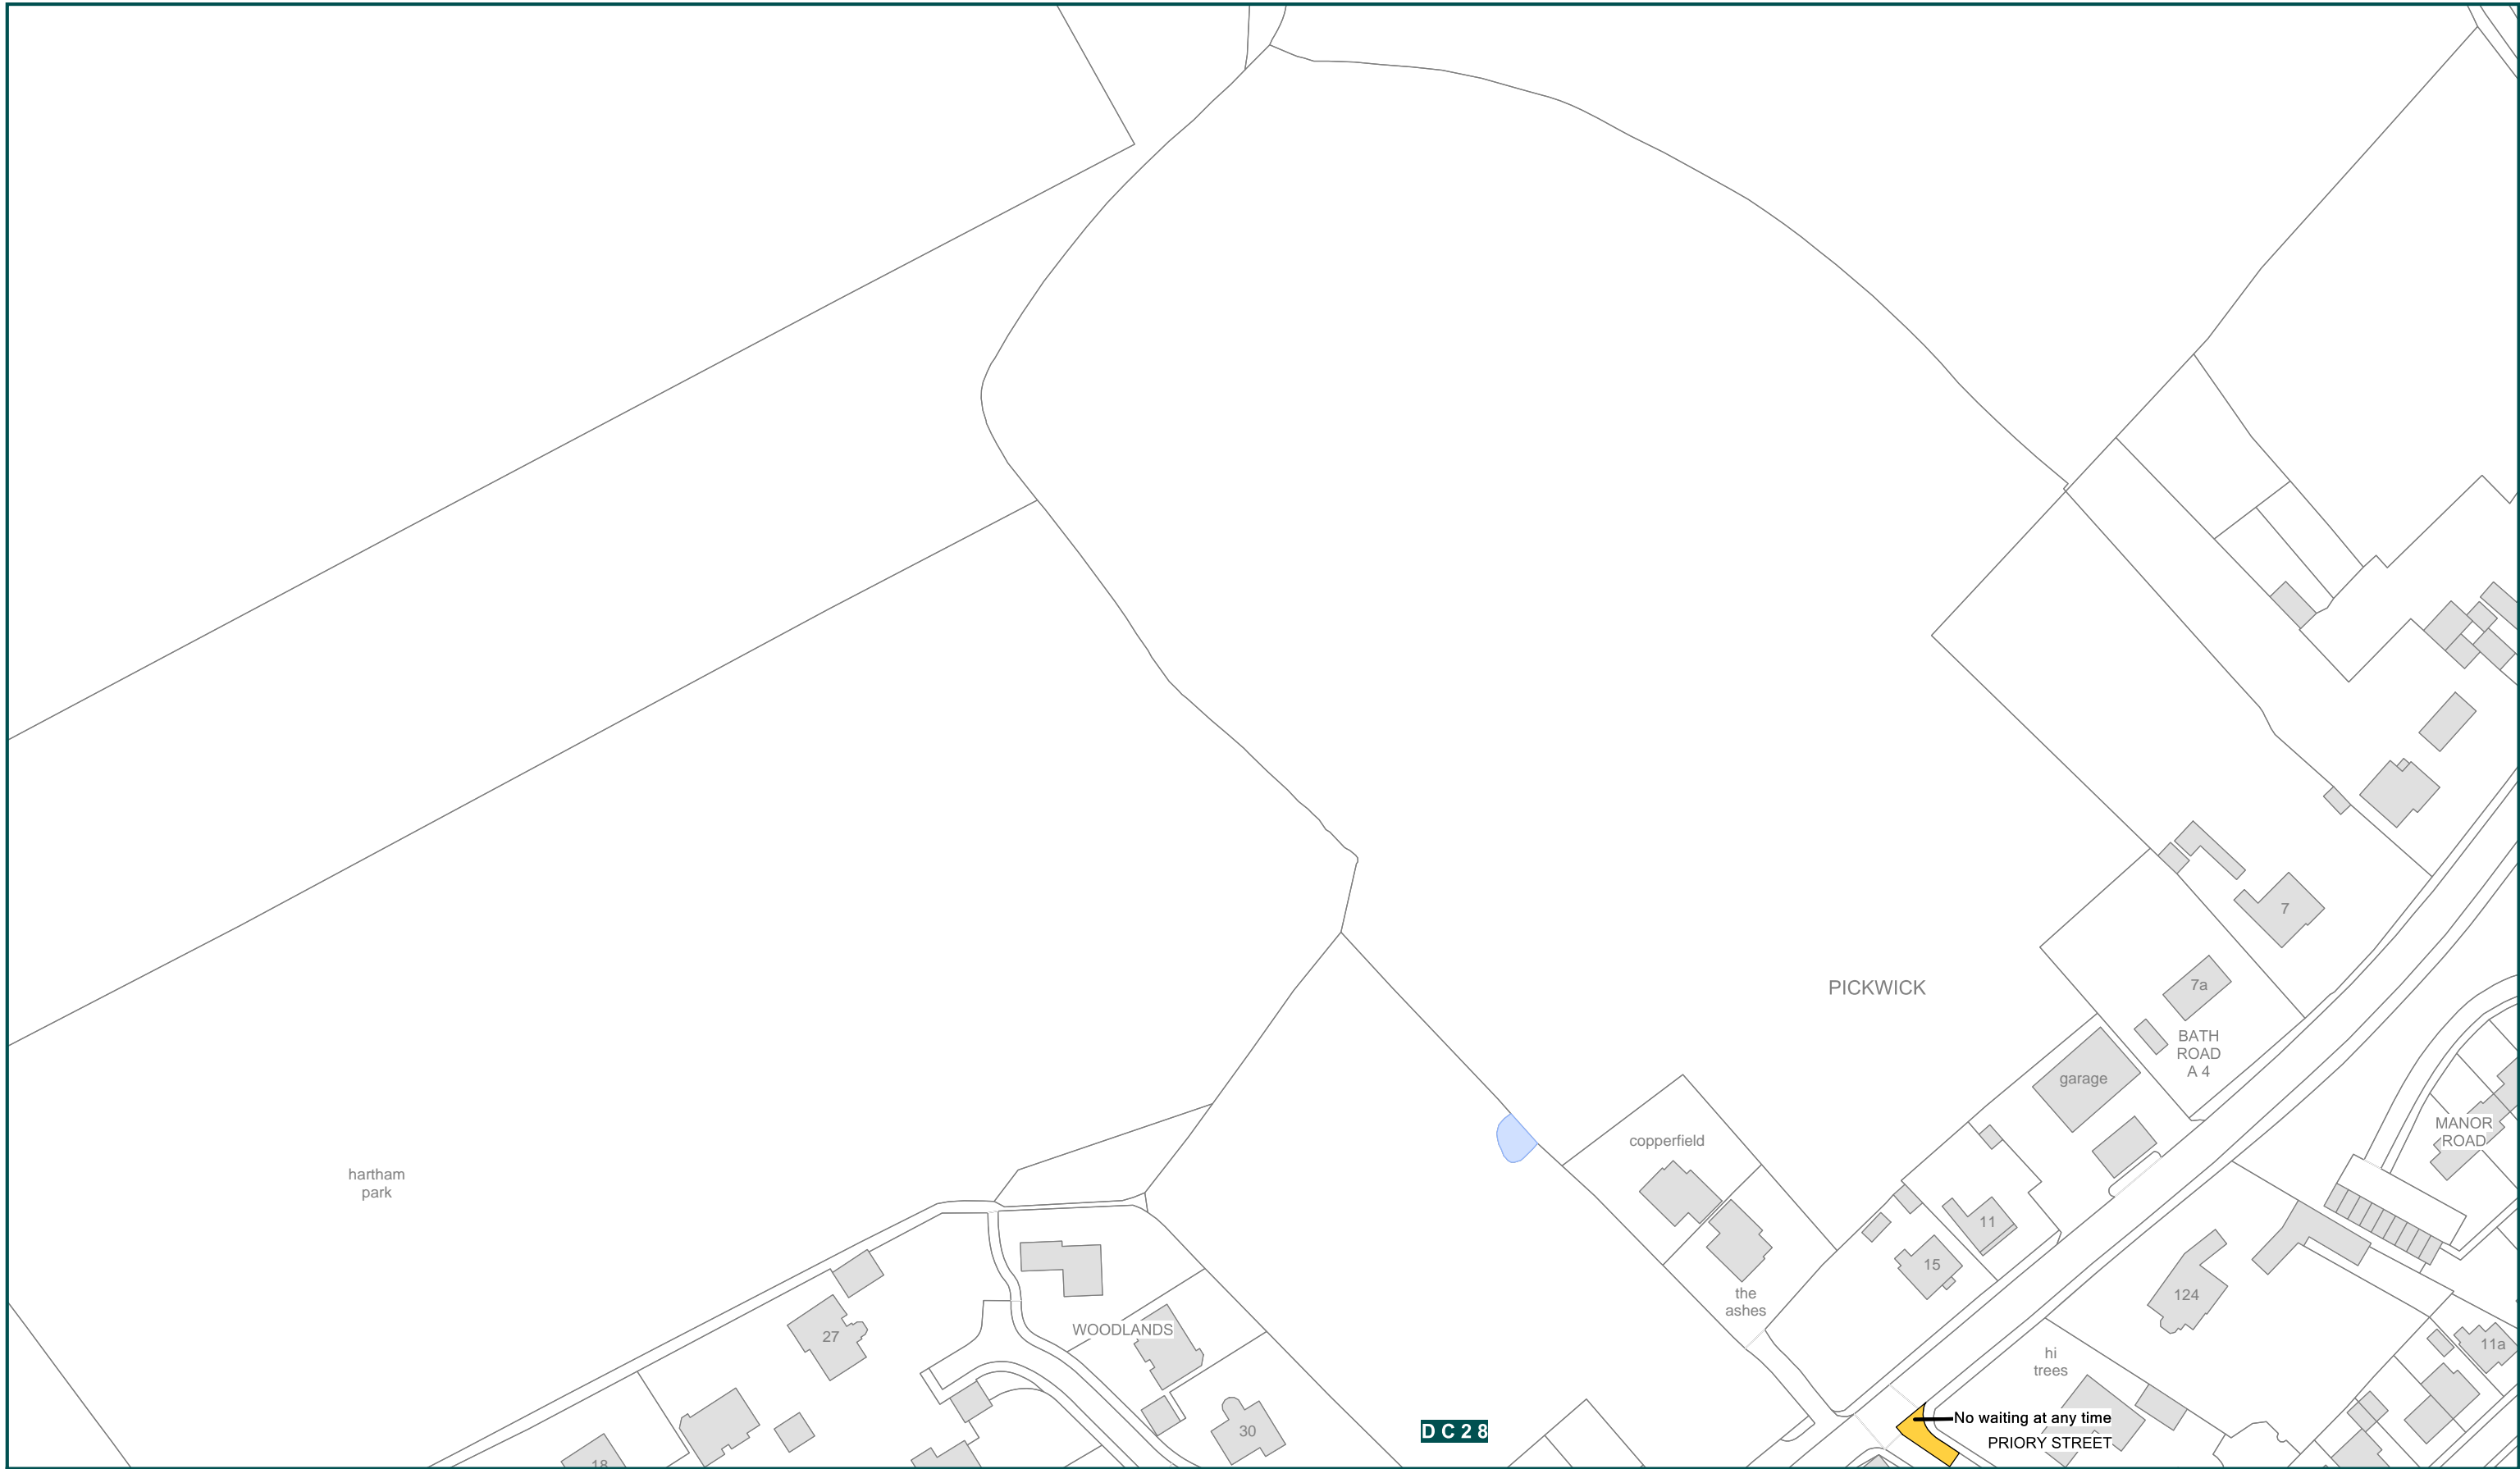 7
PICKWICK
7a
BATH
ROAD
A 4
garage
MANOR
ROAD
copperfield
hartham
park
11
15
124
the
ashes
WOODLANDS
27
11a
hi
trees
No waiting at any time
30
D C 2 8
PRIORY STREET
18